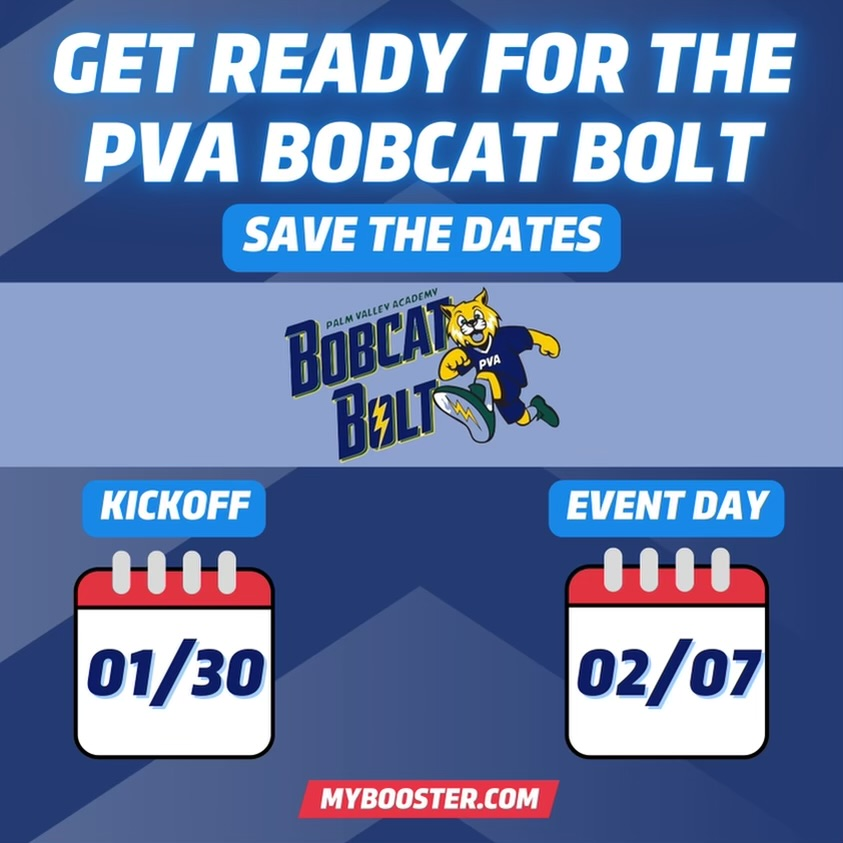 GET READY FOR THE
PVA BOBCAT BOLT
SAVE THE DATES
PALM VALLEY ACADEMY
BOBCAT
BOLT
PVA
KICKOFF
EVENT DAY
01/30
02/07
MYBOOSTER.COM